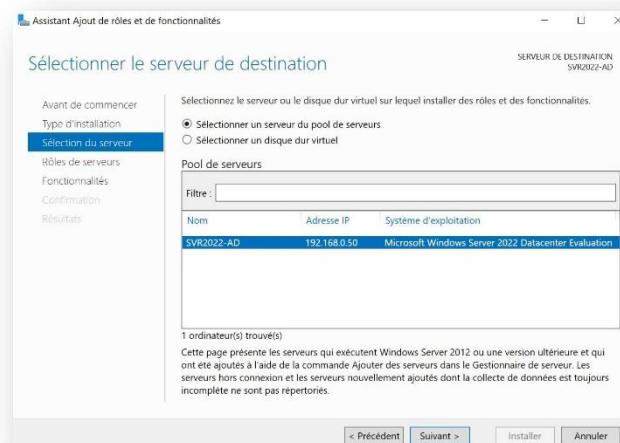 Assistant Ajout de rôles et de fonctionnalités
Sélectionner le serveur de destination
SERVEUR DE DESTINATION
SVR2022-AD
Avant de commencer
Type d'installation
Sélection du serveur
Rôles de serveurs
Fonctionnalités
Confirmation
Résultats
Sélectionnez le serveur ou le disque dur virtuel sur lequel installer des rôles et des fonctionnalités.
Sélectionner un serveur du pool de serveurs
Sélectionner un disque dur virtuel
Pool de serveurs
Filtre :
Nom Adresse IP Système d'exploitation
SVR2022-AD 192.168.0.50 Microsoft Windows Server 2022 Datacenter Evaluation
1 ordinateur(s) trouvé(s)
Cette page présente les serveurs qui exécutent Windows Server 2012 ou une version ultérieure et qui
ont été ajoutés à l'aide de la commande Ajouter des serveurs dans le Gestionnaire de serveur. Les
serveurs hors connexion et les serveurs nouvellement ajoutés dont la collecte de données est toujours
incomplète ne sont pas répertoriés.
< Précédent Suivant > Installer Annuler